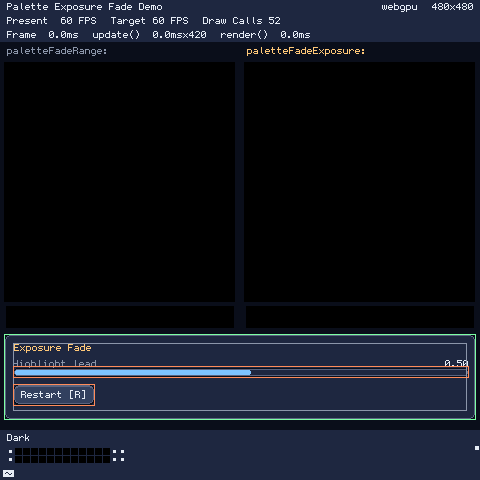 Palette Exposure Fade Demo webgpu 480x480
Present 60 FPS Target 60 FPS Draw Calls 52
Frame 0.0ms update() 0.0msx420 render() 0.0ms
paletteFadeRange: paletteFadeExposure:
Exposure Fade
Highlight lead 0.50
Restart [R]
Dark